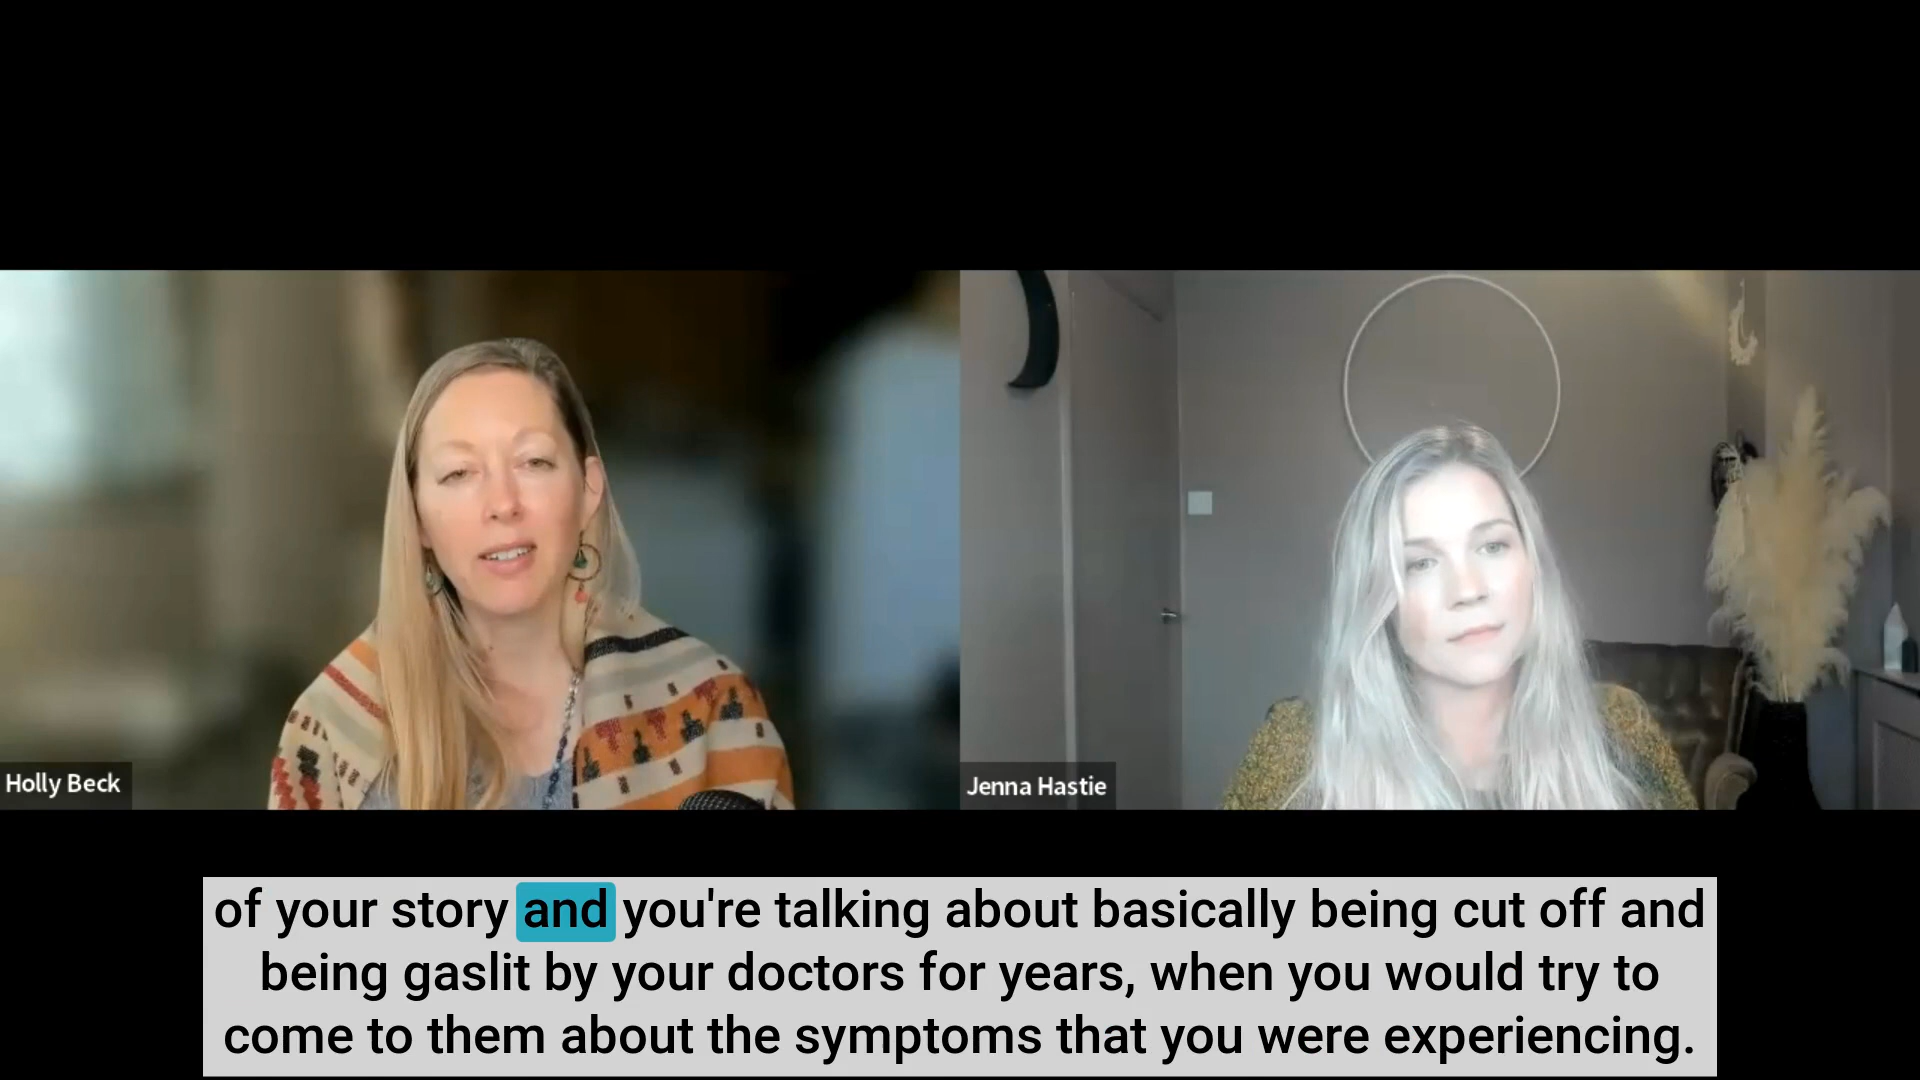 Holly Beck
Jenna Hastie
of your story and you're talking about basically being cut off and
being gaslit by your doctors for years, when you would try to
come to them about the symptoms that you were experiencing.